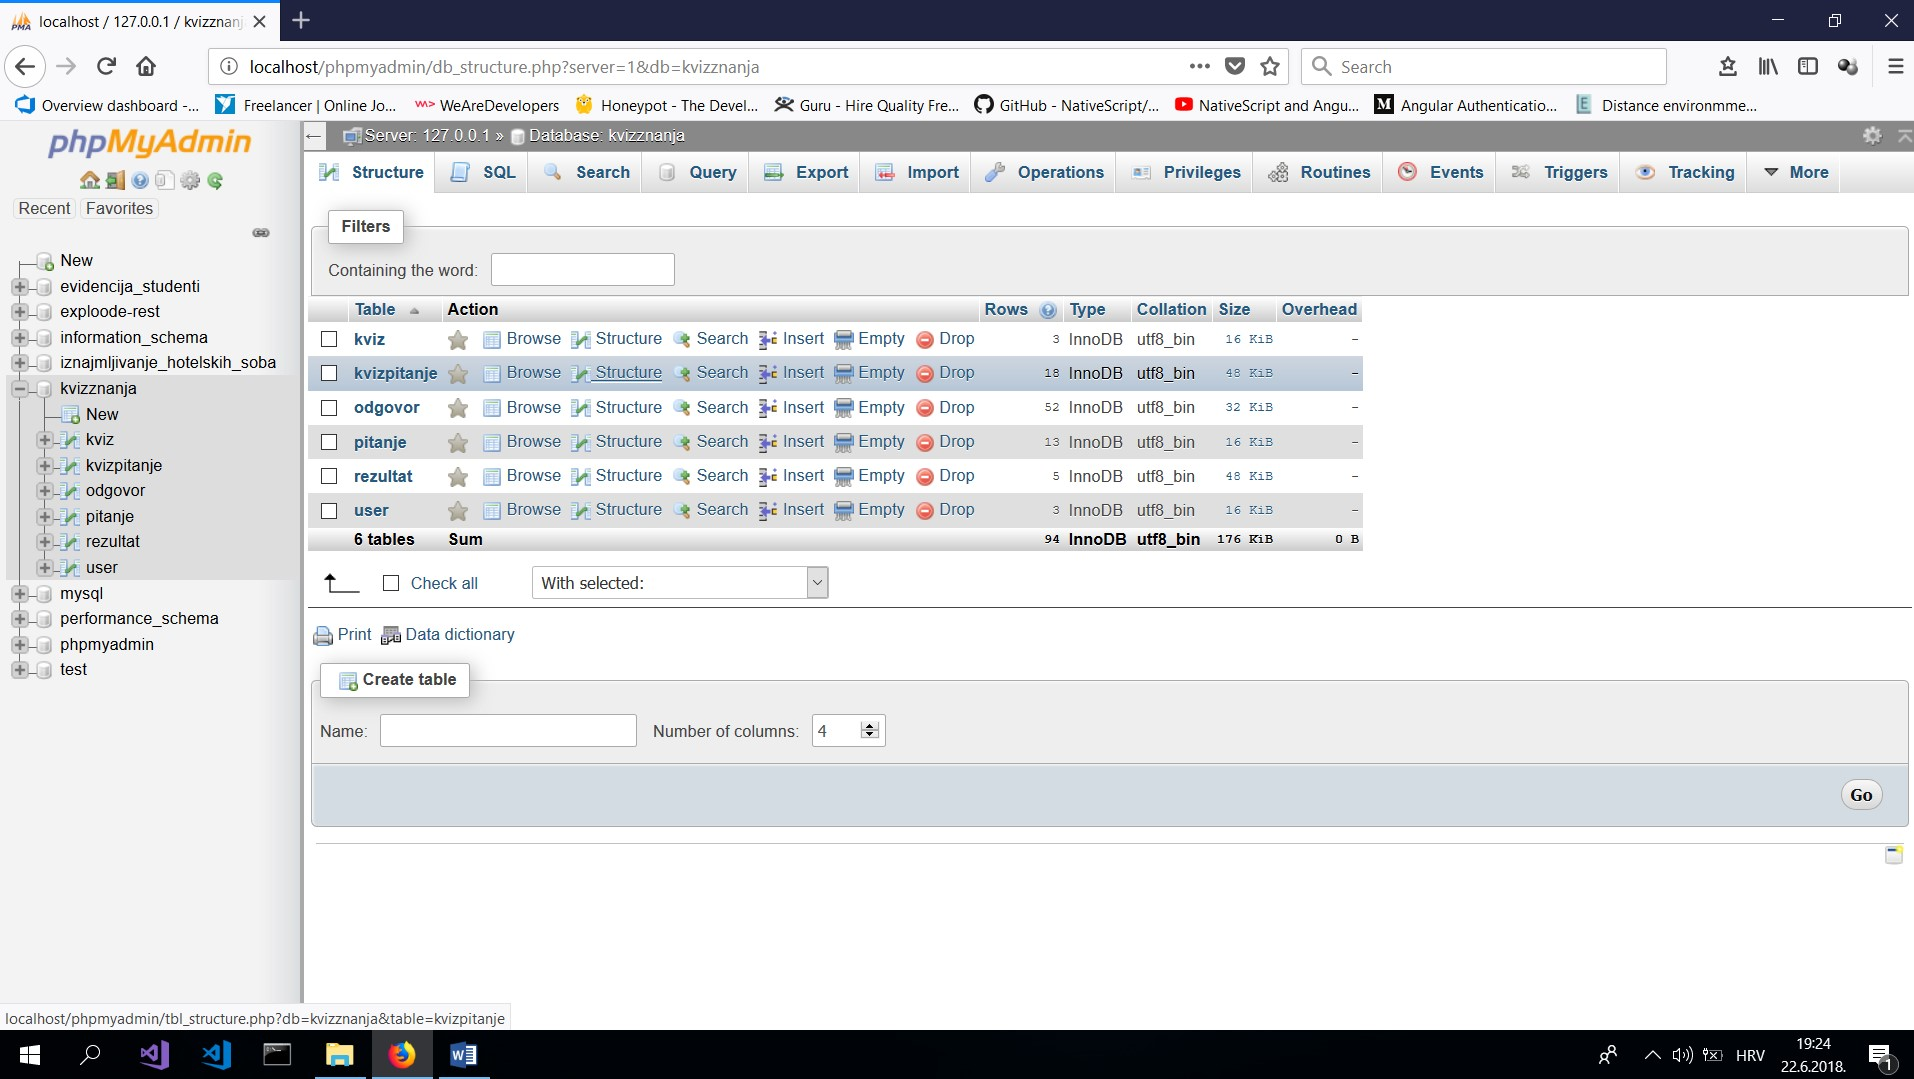 localhost / 127.0.0.1 / kvizznanj
localhost/phpmyadmin/db_structure.php?server=1&db=kvizznanja
Search
Overview dashboard -... Freelancer | Online Jo... WeAreDevelopers Honeypot - The Devel... Guru - Hire Quality Fre... GitHub - NativeScript/... NativeScript and Angu... Angular Authenticatio... Distance environmme...
phpMyAdmin
Recent Favorites
New
evidencija_studenti
exploode-rest
information_schema
iznajmljivanje_hotelskih_soba
kvizznanja
New
kviz
kvizpitanje
odgovor
pitanje
rezultat
user
mysql
performance_schema
phpmyadmin
test
Server: 127.0.0.1 » Database: kvizznanja
Structure SQL Search Query Export Import Operations Privileges Routines Events Triggers Tracking More
Filters
Containing the word:
Table Action Rows Type Collation Size Overhead
kviz Browse Structure Search Insert Empty Drop 3 InnoDB utf8_bin 16 KiB -
kvizpitanje Browse Structure Search Insert Empty Drop 18 InnoDB utf8_bin 48 KiB -
odgovor Browse Structure Search Insert Empty Drop 52 InnoDB utf8_bin 32 KiB -
pitanje Browse Structure Search Insert Empty Drop 13 InnoDB utf8_bin 16 KiB -
rezultat Browse Structure Search Insert Empty Drop 5 InnoDB utf8_bin 48 KiB -
user Browse Structure Search Insert Empty Drop 3 InnoDB utf8_bin 16 KiB -
6 tables Sum 94 InnoDB utf8_bin 176 KiB 0 B
Check all With selected:
Print Data dictionary
Create table
Name: Number of columns: 4
Go
localhost/phpmyadmin/tbl_structure.php?db=kvizznanja&table=kvizpitanje
HRV
19:24
22.6.2018.
1